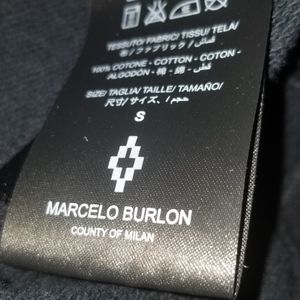 TESSUTO/ FABRIC/ TISSU/ TELA/
布/ ファブリック/ قماش/
100% COTONE - COTTON - COTON -
ALGODÓN - 棉 - 綿 - قطن
SIZE/ TAGLIA/ TAILLE/ TAMAÑO/
尺寸/ サイズ/ حجم/
S
MARCELO BURLON
COUNTY OF MILAN